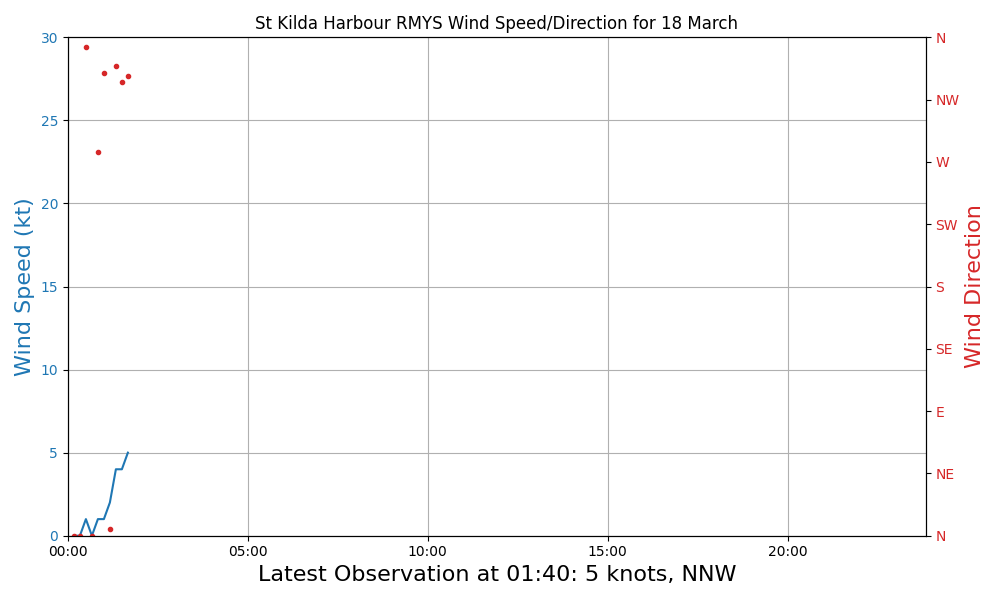 St Kilda Harbour RMYS Wind Speed/Direction for 18 March
30
25
20
15
10
5
0
Wind Speed (kt)
N
NW
W
SW
S
SE
E
NE
N
Wind Direction
00:00 05:00 10:00 15:00 20:00
Latest Observation at 01:40: 5 knots, NNW